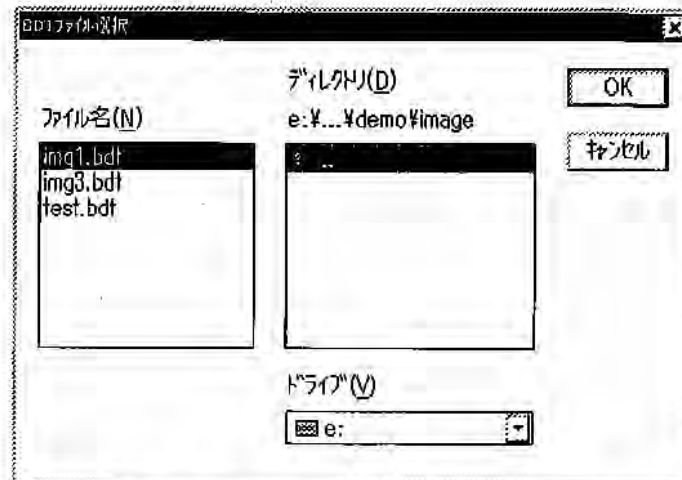 BDTファイルの選択
ファイル名(N)
img1.bdt
img3.bdt
test.bdt
ディレクトリ(D)
e:¥...¥demo¥image
..
ドライブ(V)
e:
OK
キャンセル